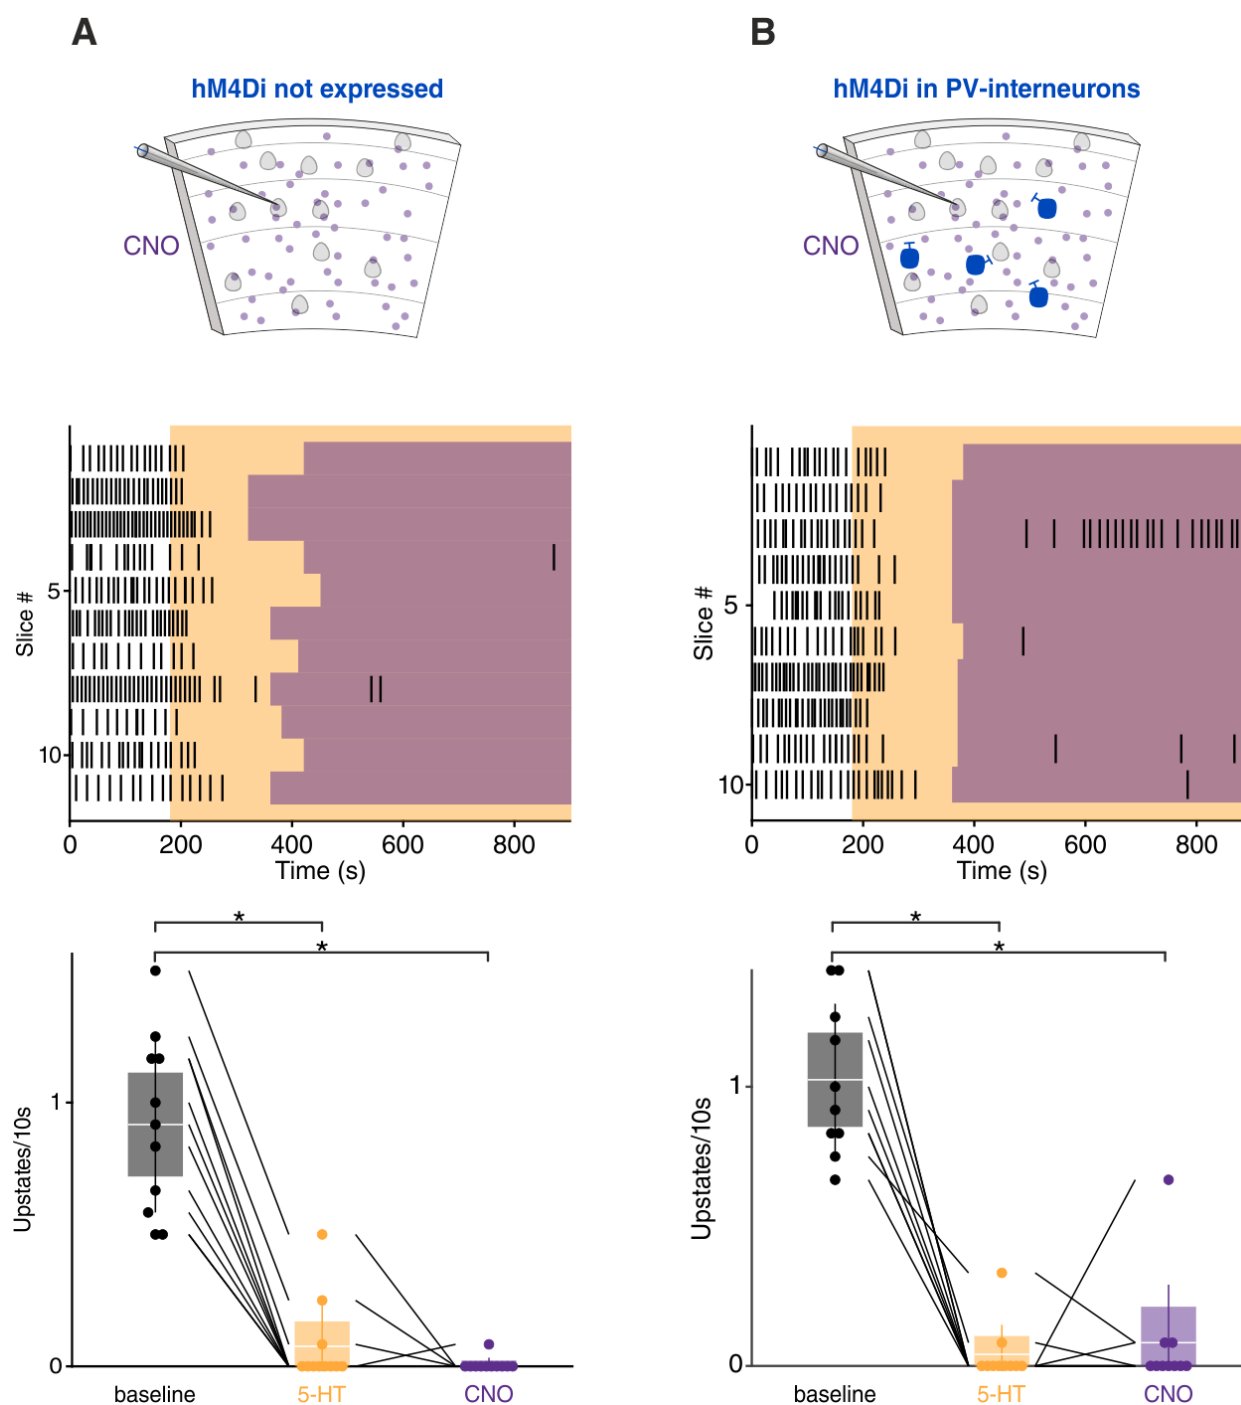 A
B
hM4Di not expressed
hM4Di in PV-interneurons
CNO
CNO
Slice #
5
10
0 200 400 600 800
Time (s)
Slice #
5
10
0 200 400 600 800
Time (s)
* *
* *
Upstates/10s
1
0
baseline 5-HT CNO
Upstates/10s
1
0
baseline 5-HT CNO